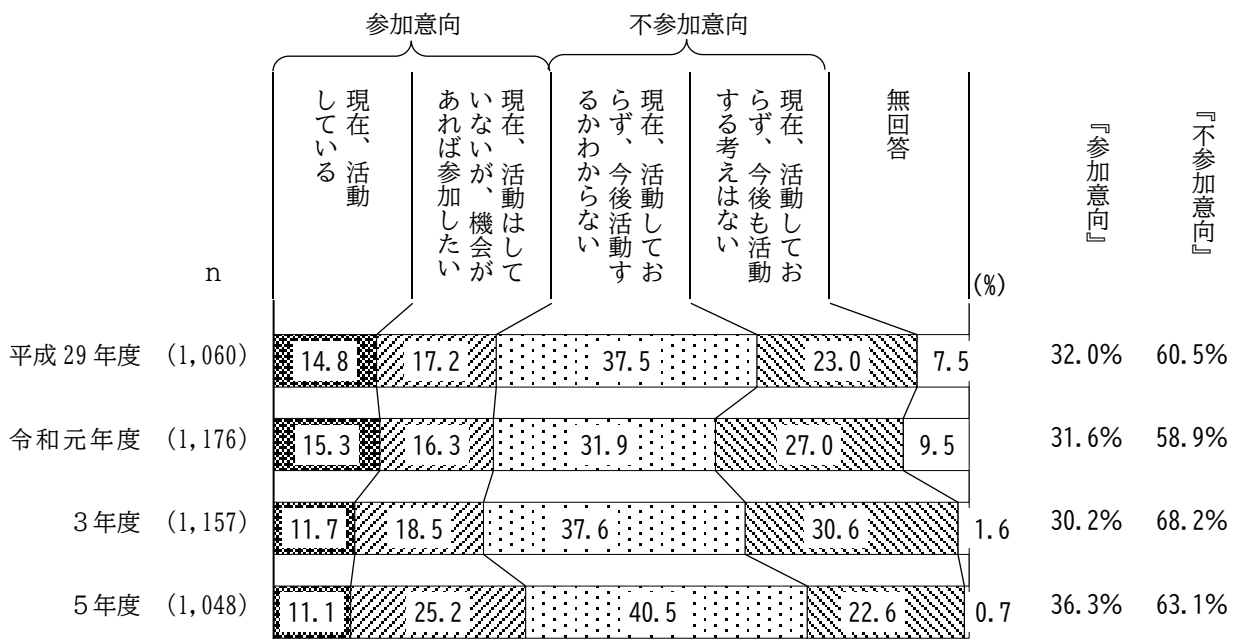 参加意向
不参加意向
現在、活動
している
現在、活動はして
いないが、機会が
あれば参加したい
現在、活動してお
らず、今後活動す
るかわからない
現在、活動してお
らず、今後も活動
する考えはない
無回答
『参加意向』
『不参加意向』
n
(%)
平成29年度 (1,060) 14.8 17.2 37.5 23.0 7.5 32.0% 60.5%
令和元年度 (1,176) 15.3 16.3 31.9 27.0 9.5 31.6% 58.9%
3年度 (1,157) 11.7 18.5 37.6 30.6 1.6 30.2% 68.2%
5年度 (1,048) 11.1 25.2 40.5 22.6 0.7 36.3% 63.1%